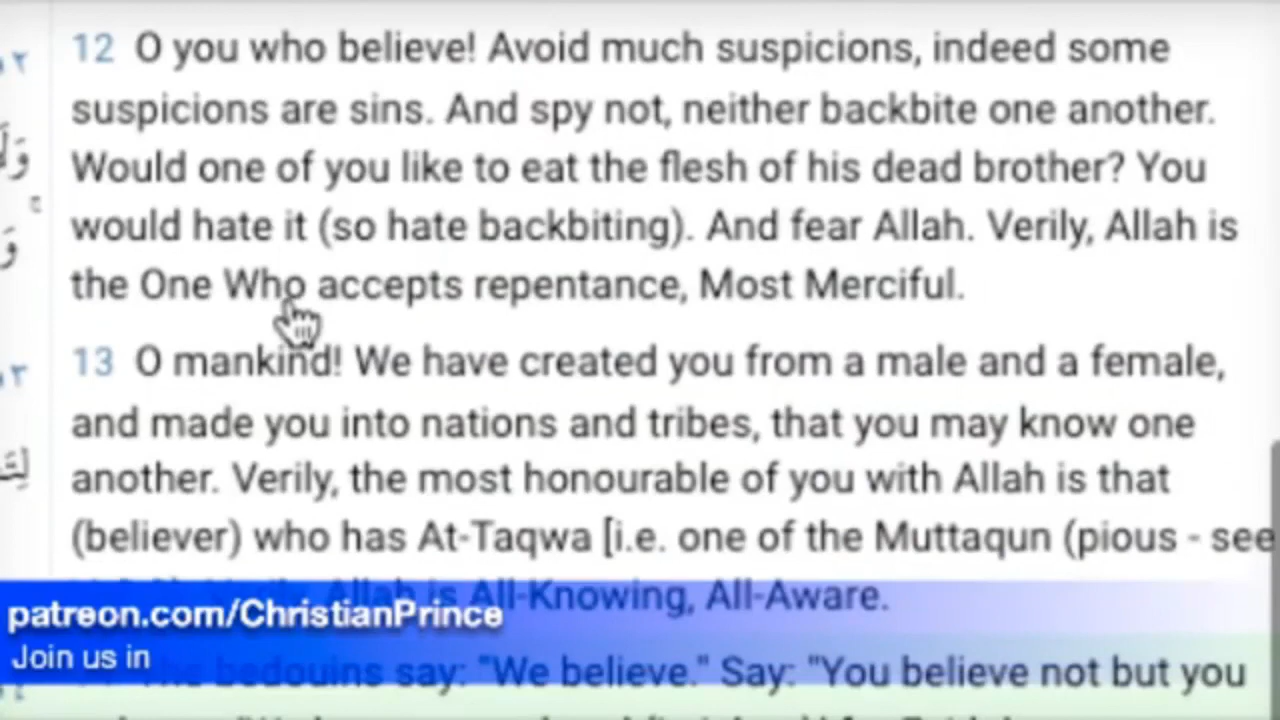 12 O you who believe! Avoid much suspicions, indeed some
suspicions are sins. And spy not, neither backbite one another.
Would one of you like to eat the flesh of his dead brother? You
would hate it (so hate backbiting). And fear Allah. Verily, Allah is
the One Who accepts repentance, Most Merciful.
13 O mankind! We have created you from a male and a female,
and made you into nations and tribes, that you may know one
another. Verily, the most honourable of you with Allah is that
(believer) who has At-Taqwa [i.e. one of the Muttaqun (pious - see
Verily, Allah is All-Knowing, All-Aware.
patreon.com/ChristianPrince
Join us in
bedouins say: "We believe." Say: "You believe not but you